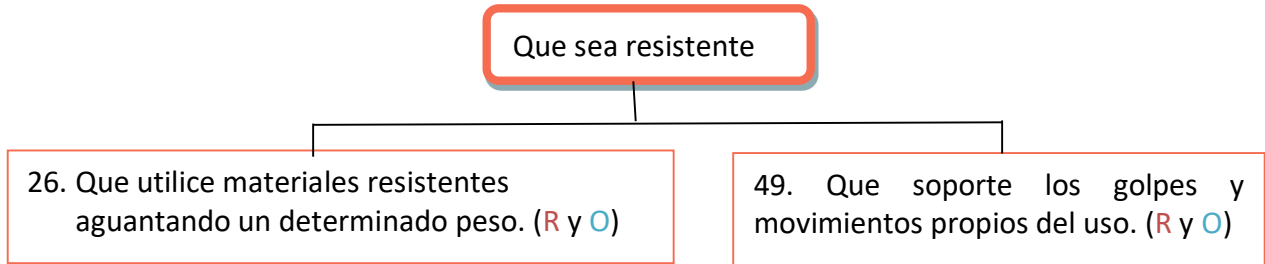 Que sea resistente
26. Que utilice materiales resistentes
aguantando un determinado peso. (R y O)
49. Que soporte los golpes y
movimientos propios del uso. (R y O)